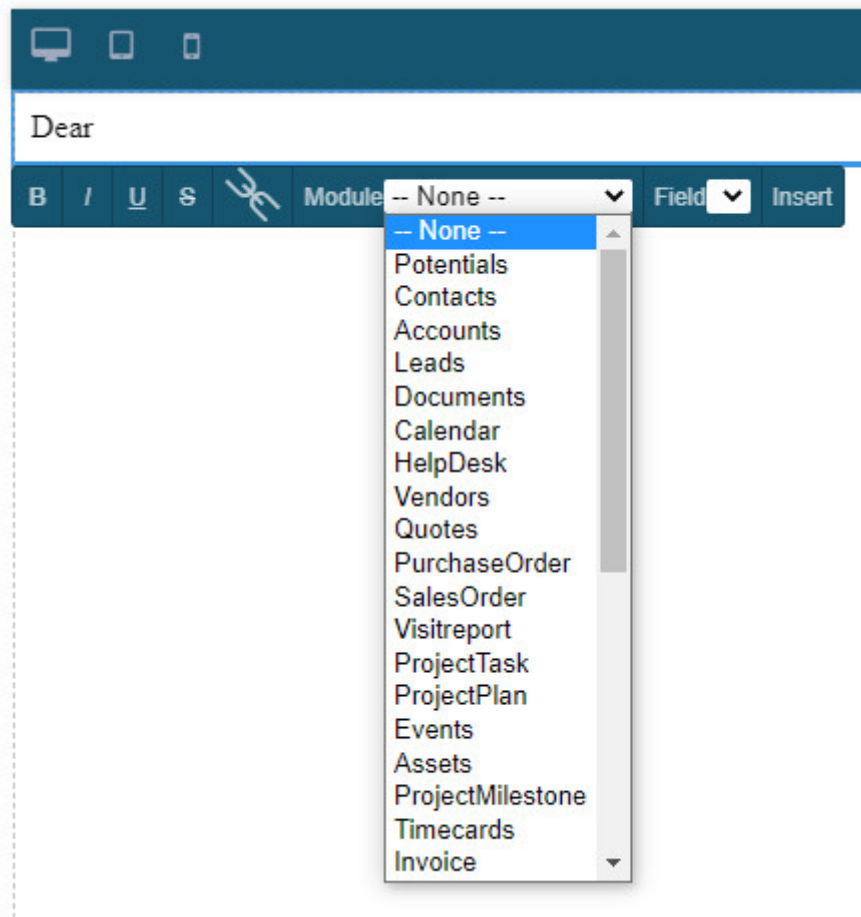 Dear
B I U S Module -- None -- Field Insert
-- None --
Potentials
Contacts
Accounts
Leads
Documents
Calendar
HelpDesk
Vendors
Quotes
PurchaseOrder
SalesOrder
Visitreport
ProjectTask
ProjectPlan
Events
Assets
ProjectMilestone
Timecards
Invoice